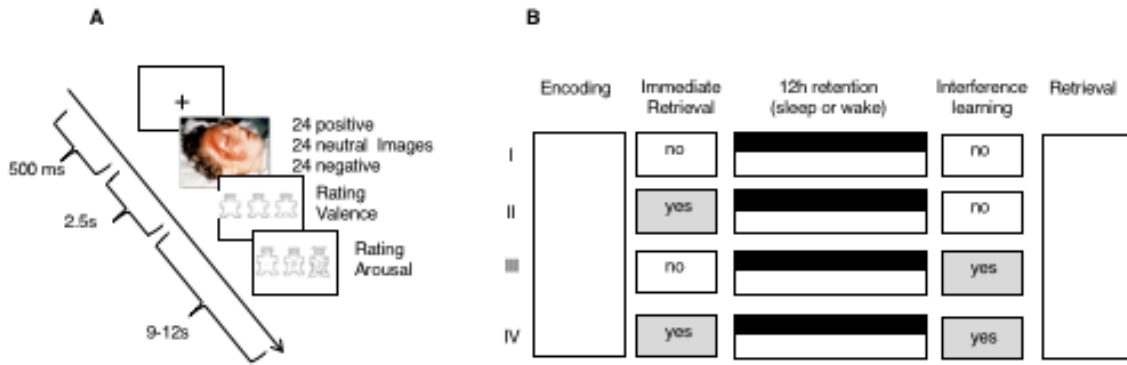 A
24 positive
24 neutral Images
24 negative
500 ms
Rating
Valence
2.5s
Rating
Arousal
9-12s
B
Encoding
Immediate
Retrieval
12h retention
(sleep or wake)
Interference
learning
Retrieval
I
no
no
II
yes
no
III
no
yes
IV
yes
yes